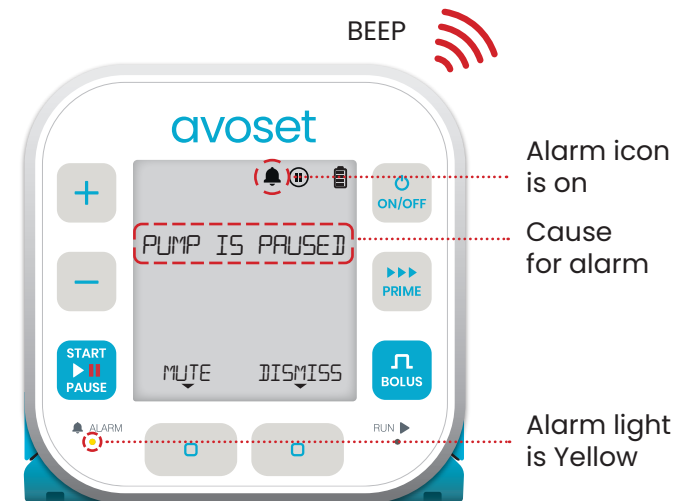 BEEP
avoset
Alarm icon
is on
ON/OFF
PUMP IS PAUSED
Cause
for alarm
PRIME
START
PAUSE
MUTE
DISMISS
BOLUS
ALARM
RUN
Alarm light
is Yellow